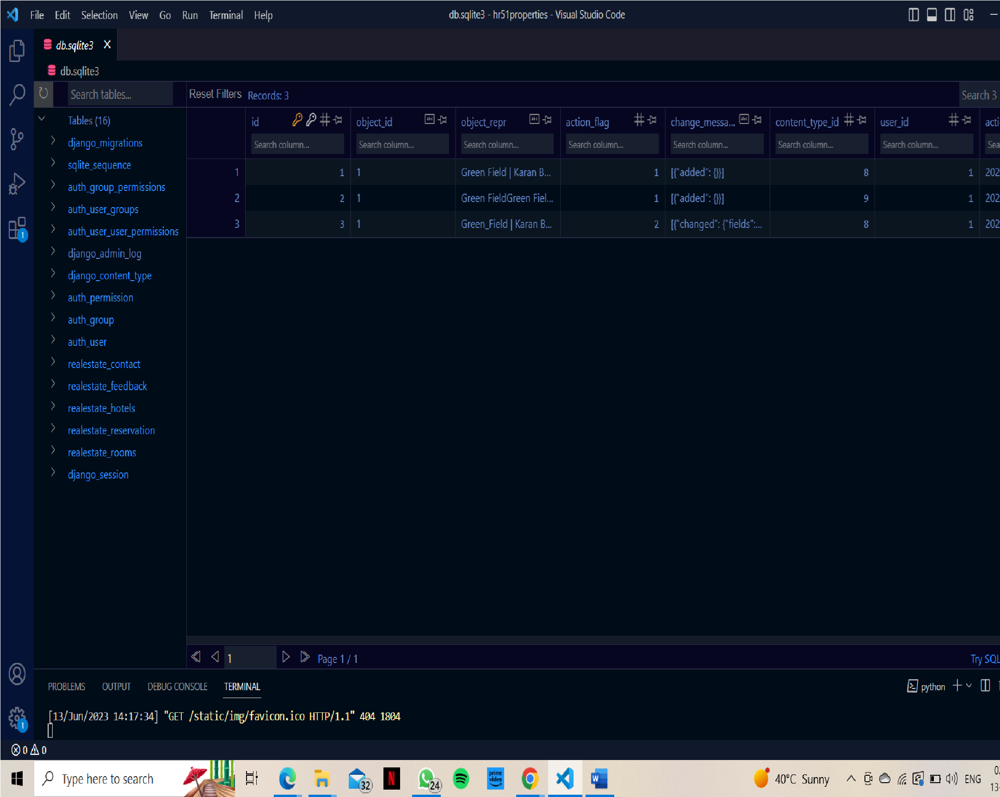 File Edit Selection View Go Run Terminal Help
db.sqlite3 - hr51properties - Visual Studio Code
db.sqlite3 X
db.sqlite3
Search tables...
Reset Filters Records: 3
Search 3
Tables (16)
django_migrations
sqlite_sequence
auth_group_permissions
auth_user_groups
auth_user_user_permissions
django_admin_log
django_content_type
auth_permission
auth_group
auth_user
realestate_contact
realestate_feedback
realestate_hotels
realestate_reservation
realestate_rooms
django_session
id object_id object_repr action_flag change_messa... content_type_id user_id acti
Search column... Search column... Search column... Search column... Search column... Search column... Search column... Sea
1 1 1 Green Field | Karan B... 1 [{"added": {}}] 8 1 202
2 2 1 Green FieldGreen Fiel... 1 [{"added": {}}] 9 1 202
3 3 1 Green_Field | Karan B... 2 [{"changed": {"fields":... 8 1 202
1 Page 1 / 1
Try SQL
PROBLEMS OUTPUT DEBUG CONSOLE TERMINAL
python
[13/Jun/2023 14:17:34] "GET /static/img/favicon.ico HTTP/1.1" 404 1804
1
1
0 0
Type here to search
32
N
24
prime video
W
40°C Sunny
ENG
13-